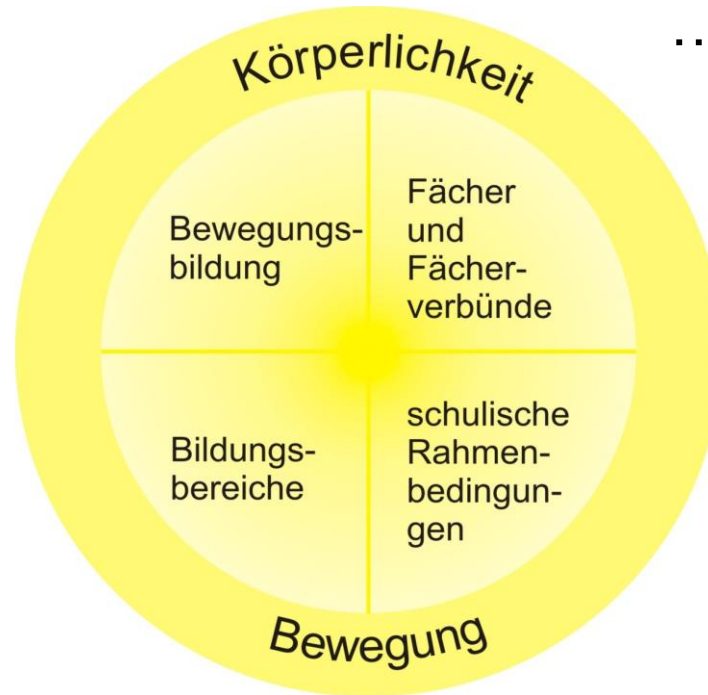 ..
Körperlichkeit
Bewegungs-
bildung
Fächer
und
Fächer-
verbünde
Bildungs-
bereiche
schulische
Rahmen-
bedingun-
gen
Bewegung